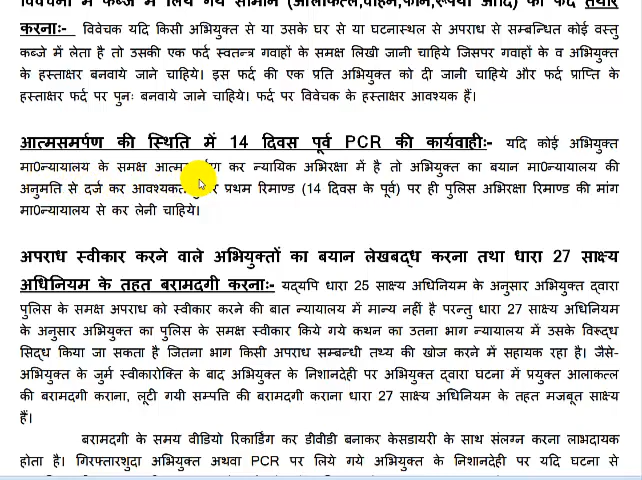 विवेचना में कब्जे में लिये गये सामान (आलाकत्ल,वाहन,फोन,रूपया आदि) की फर्द तैयार
करनाः- विवेचक यदि किसी अभियुक्त से या उसके घर से या घटनास्थल से अपराध से सम्बन्धित कोई वस्तु
कब्जे में लेता है तो उसकी एक फर्द स्वतन्त्र गवाहों के समक्ष लिखी जानी चाहिये जिसपर गवाहों के व अभियुक्त
के हस्ताक्षर बनवाये जाने चाहिये। इस फर्द की एक प्रति अभियुक्त को दी जानी चाहिये और फर्द प्राप्ति के
हस्ताक्षर फर्द पर पुनः बनवाये जाने चाहिये। फर्द पर विवेचक के हस्ताक्षर आवश्यक हैं।
आत्मसमर्पण की स्थिति में 14 दिवस पूर्व PCR की कार्यवाहीः- यदि कोई अभियुक्त
मा0न्यायालय के समक्ष कर न्यायिक अभिरक्षा में है तो अभियुक्त का बयान मा0न्यायालय की
अनुमति से दर्ज कर प्रथम रिमाण्ड (14 दिवस के पूर्व) पर ही पुलिस अभिरक्षा रिमाण्ड की मांग
मा0न्यायालय से कर लेनी चाहिये।
अपराध स्वीकार करने वाले अभियुक्तों का बयान लेखबद्ध करना तथा धारा 27 साक्ष्य
अधिनियम के तहत बरामदगी करनाः- यद्यपि धारा 25 साक्ष्य अधिनियम के अनुसार अभियुक्त द्वारा
पुलिस के समक्ष अपराध को स्वीकार करने की बात न्यायालय में मान्य नहीं है परन्तु धारा 27 साक्ष्य अधिनियम
के अनुसार अभियुक्त का पुलिस के समक्ष स्वीकार किये गये कथन का उतना भाग न्यायालय में उसके विरुद्ध
सिद्ध किया जा सकता है जितना भाग किसी अपराध सम्बन्धी तथ्य की खोज करने में सहायक रहा है। जैसे-
अभियुक्त के जुर्म स्वीकारोक्ति के बाद अभियुक्त के निशानदेही पर अभियुक्त द्वारा घटना में प्रयुक्त आलाकत्ल
की बरामदगी कराना, लूटी गयी सम्पत्ति की बरामदगी कराना धारा 27 साक्ष्य अधिनियम के तहत मजबूत साक्ष्य
हैं।
बरामदगी के समय वीडियो रिकार्डिंग कर डीवीडी बनाकर केसडायरी के साथ संलग्न करना लाभदायक
होता है। गिरफ्तारशुदा अभियुक्त अथवा PCR पर लिये गये अभियुक्त के निशानदेही पर यदि घटना से